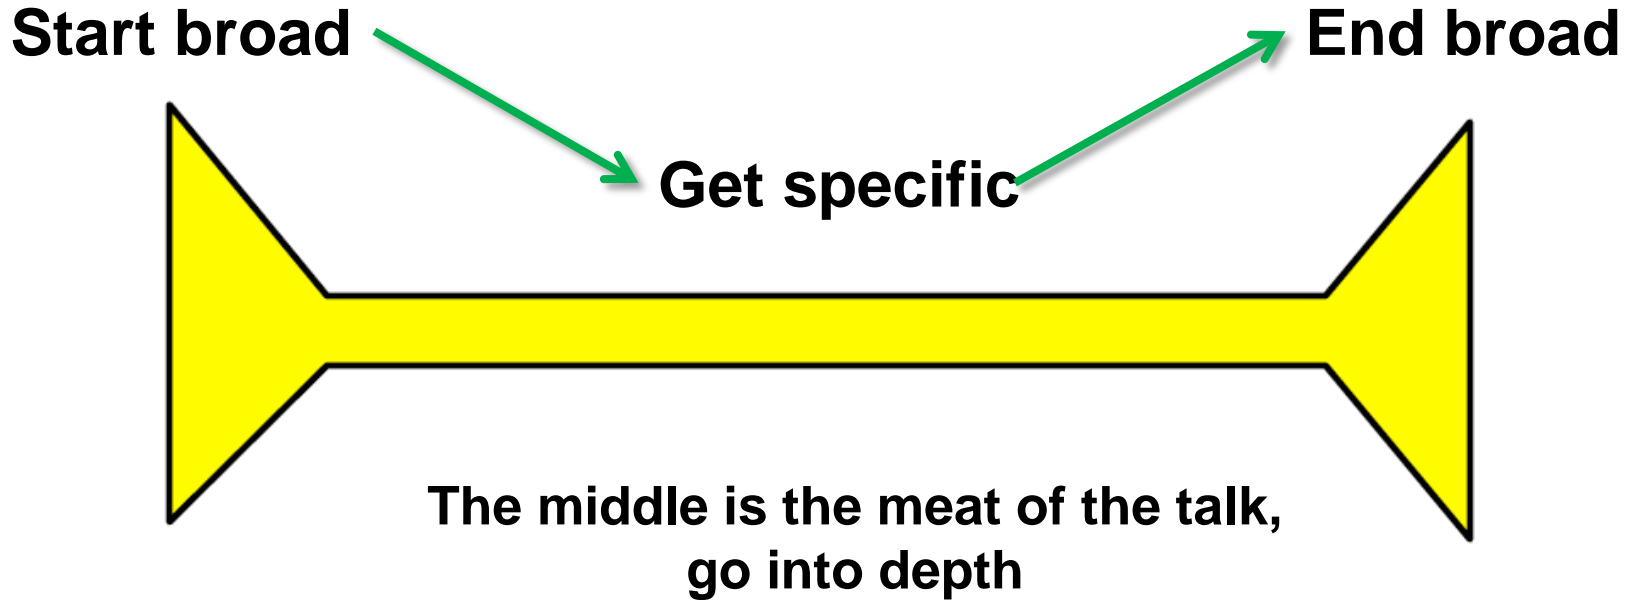 Start broad
End broad
Get specific
The middle is the meat of the talk,
go into depth